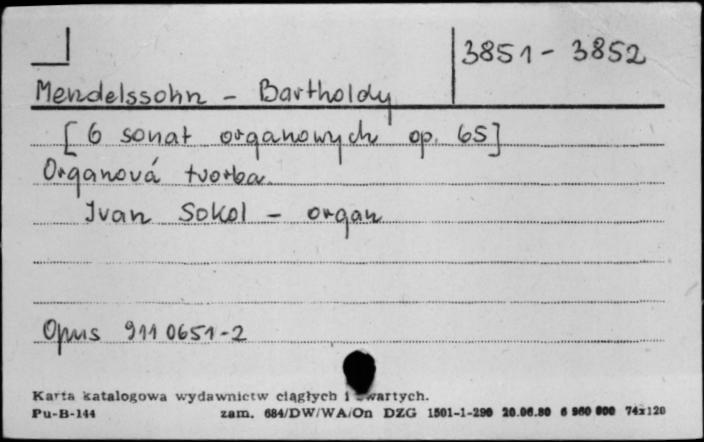 3851 - 3852
Mendelssohn - Bartholdy
[6 sonat organowych op. 65]
Organová tvorba.
Ivan Sokol - organ
Opus 911 0651-2
Karta katalogowa wydawnictw ciągłych i zwartych.
Pu-B-144 zam. 684/DW/WA/On DZG 1501-1-290 20.06.80 6 960 000 74x120